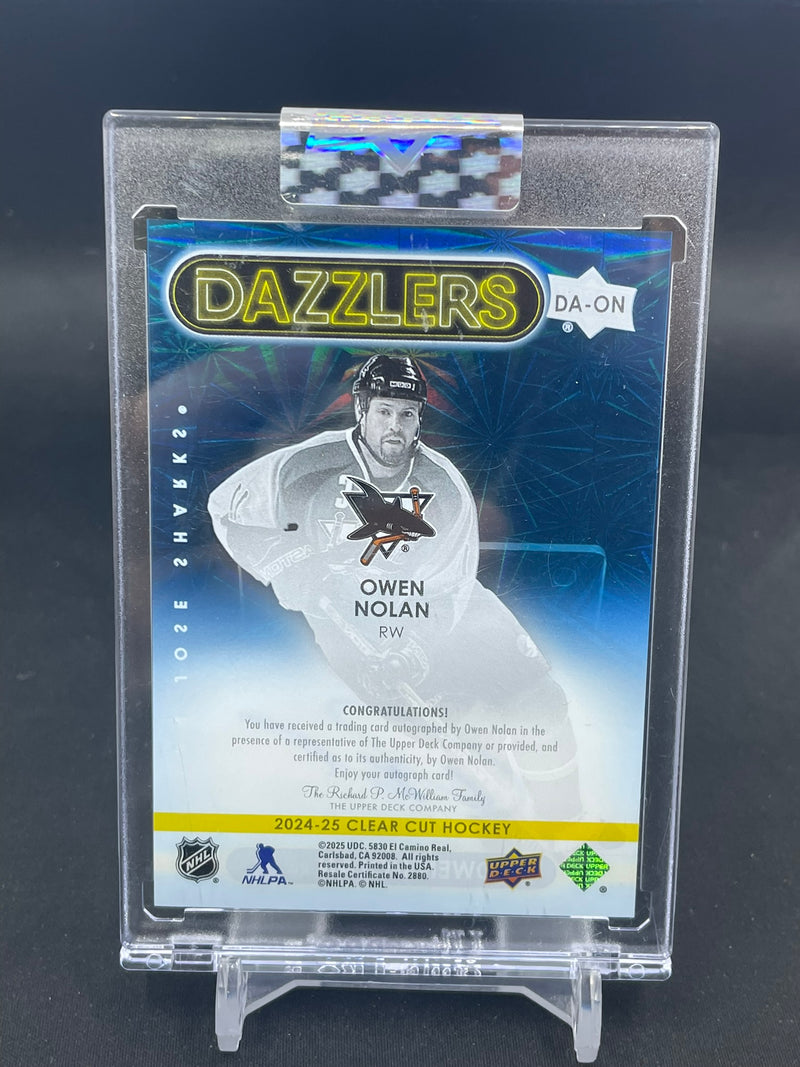 DAZZLERS
DA-ON
®
JOSE SHARKS
®
OWEN
NOLAN
RW
CONGRATULATIONS!
You have received a trading card autographed by Owen Nolan in the
presence of a representative of The Upper Deck Company or provided, and
certified as to its authenticity, by Owen Nolan.
Enjoy your autograph card!
The Richard P. McWilliam Family
THE UPPER DECK COMPANY
2024-25 CLEAR CUT HOCKEY
NHL
NHLPA
©2025 UDC. 5830 El Camino Real,
Carlsbad, CA 92008. All rights
reserved. Printed in the USA.
Resale Certificate No. 2880.
©NHLPA. © NHL.
UPPER
DECK